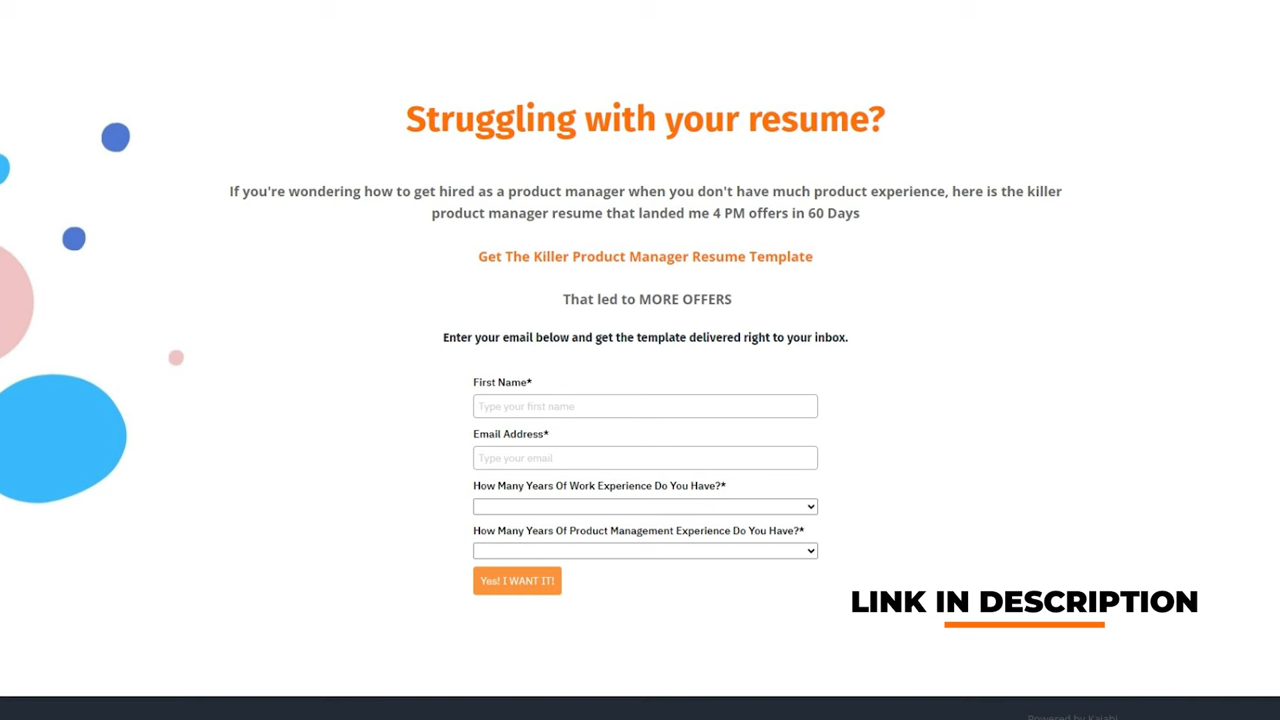 Struggling with your resume?
If you're wondering how to get hired as a product manager when you don't have much product experience, here is the killer
product manager resume that landed me 4 PM offers in 60 Days
Get The Killer Product Manager Resume Template
That led to MORE OFFERS
Enter your email below and get the template delivered right to your inbox.
First Name*
Type your first name
Email Address*
Type your email
How Many Years Of Work Experience Do You Have?*
How Many Years Of Product Management Experience Do You Have?*
Yes! I WANT IT!
LINK IN DESCRIPTION
Powered by Kajabi